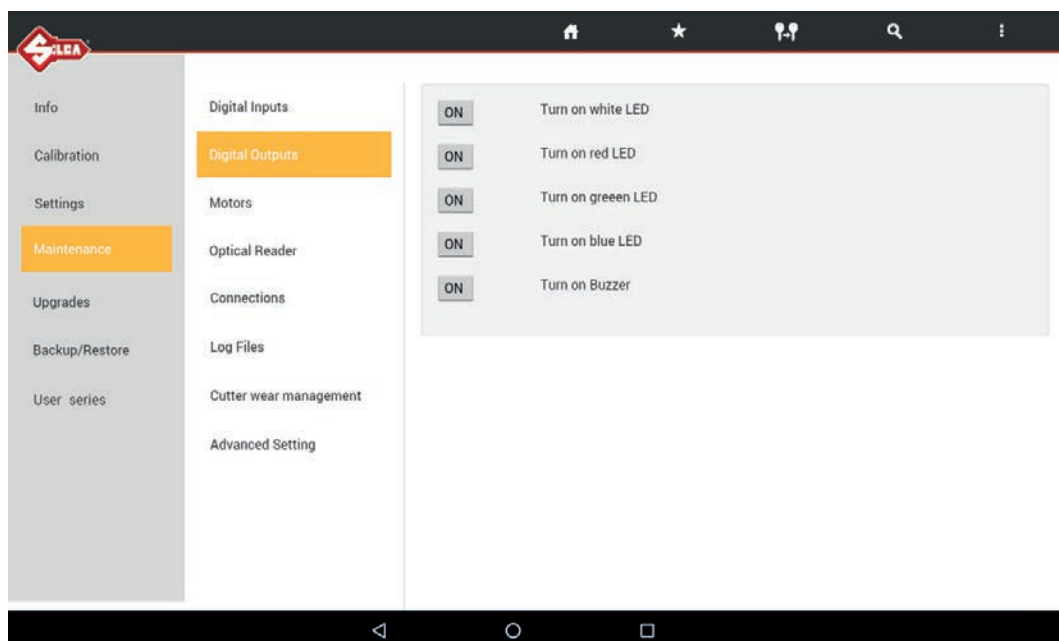 SILCA
Info
Calibration
Settings
Maintenance
Upgrades
Backup/Restore
User series
Digital Inputs
Digital Outputs
Motors
Optical Reader
Connections
Log Files
Cutter wear management
Advanced Setting
ON Turn on white LED
ON Turn on red LED
ON Turn on greeen LED
ON Turn on blue LED
ON Turn on Buzzer